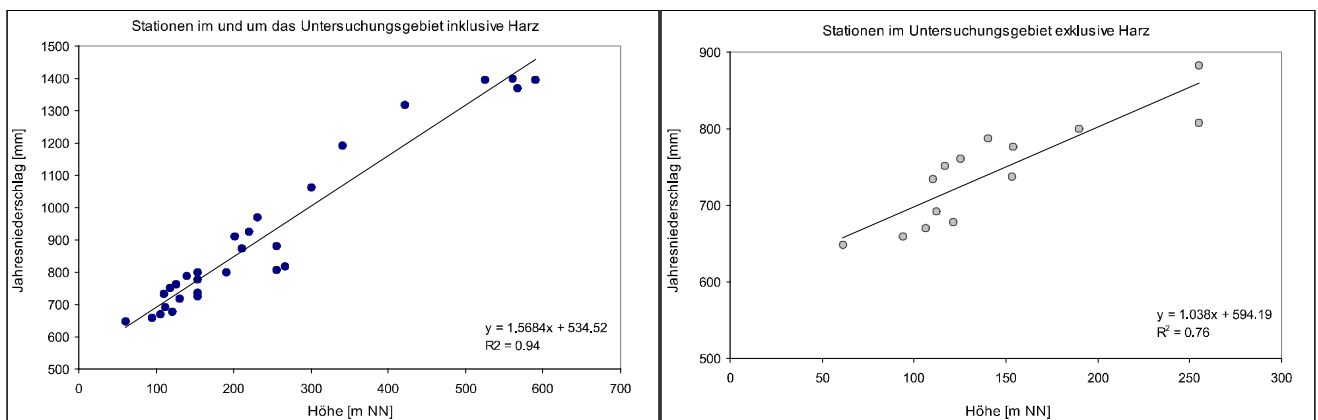 Stationen im und um das Untersuchungsgebiet inklusive Harz
1500
1400
1300
1200
1100
1000
900
800
700
600
500
Jahresniederschlag [mm]
y = 1.5684x + 534.52
R2 = 0.94
0 100 200 300 400 500 600 700
Höhe [m NN]
Stationen im Untersuchungsgebiet exklusive Harz
900
800
700
600
500
Jahresniederschlag [mm]
y = 1.038x + 594.19
R² = 0.76
0 50 100 150 200 250 300
Höhe [m NN]